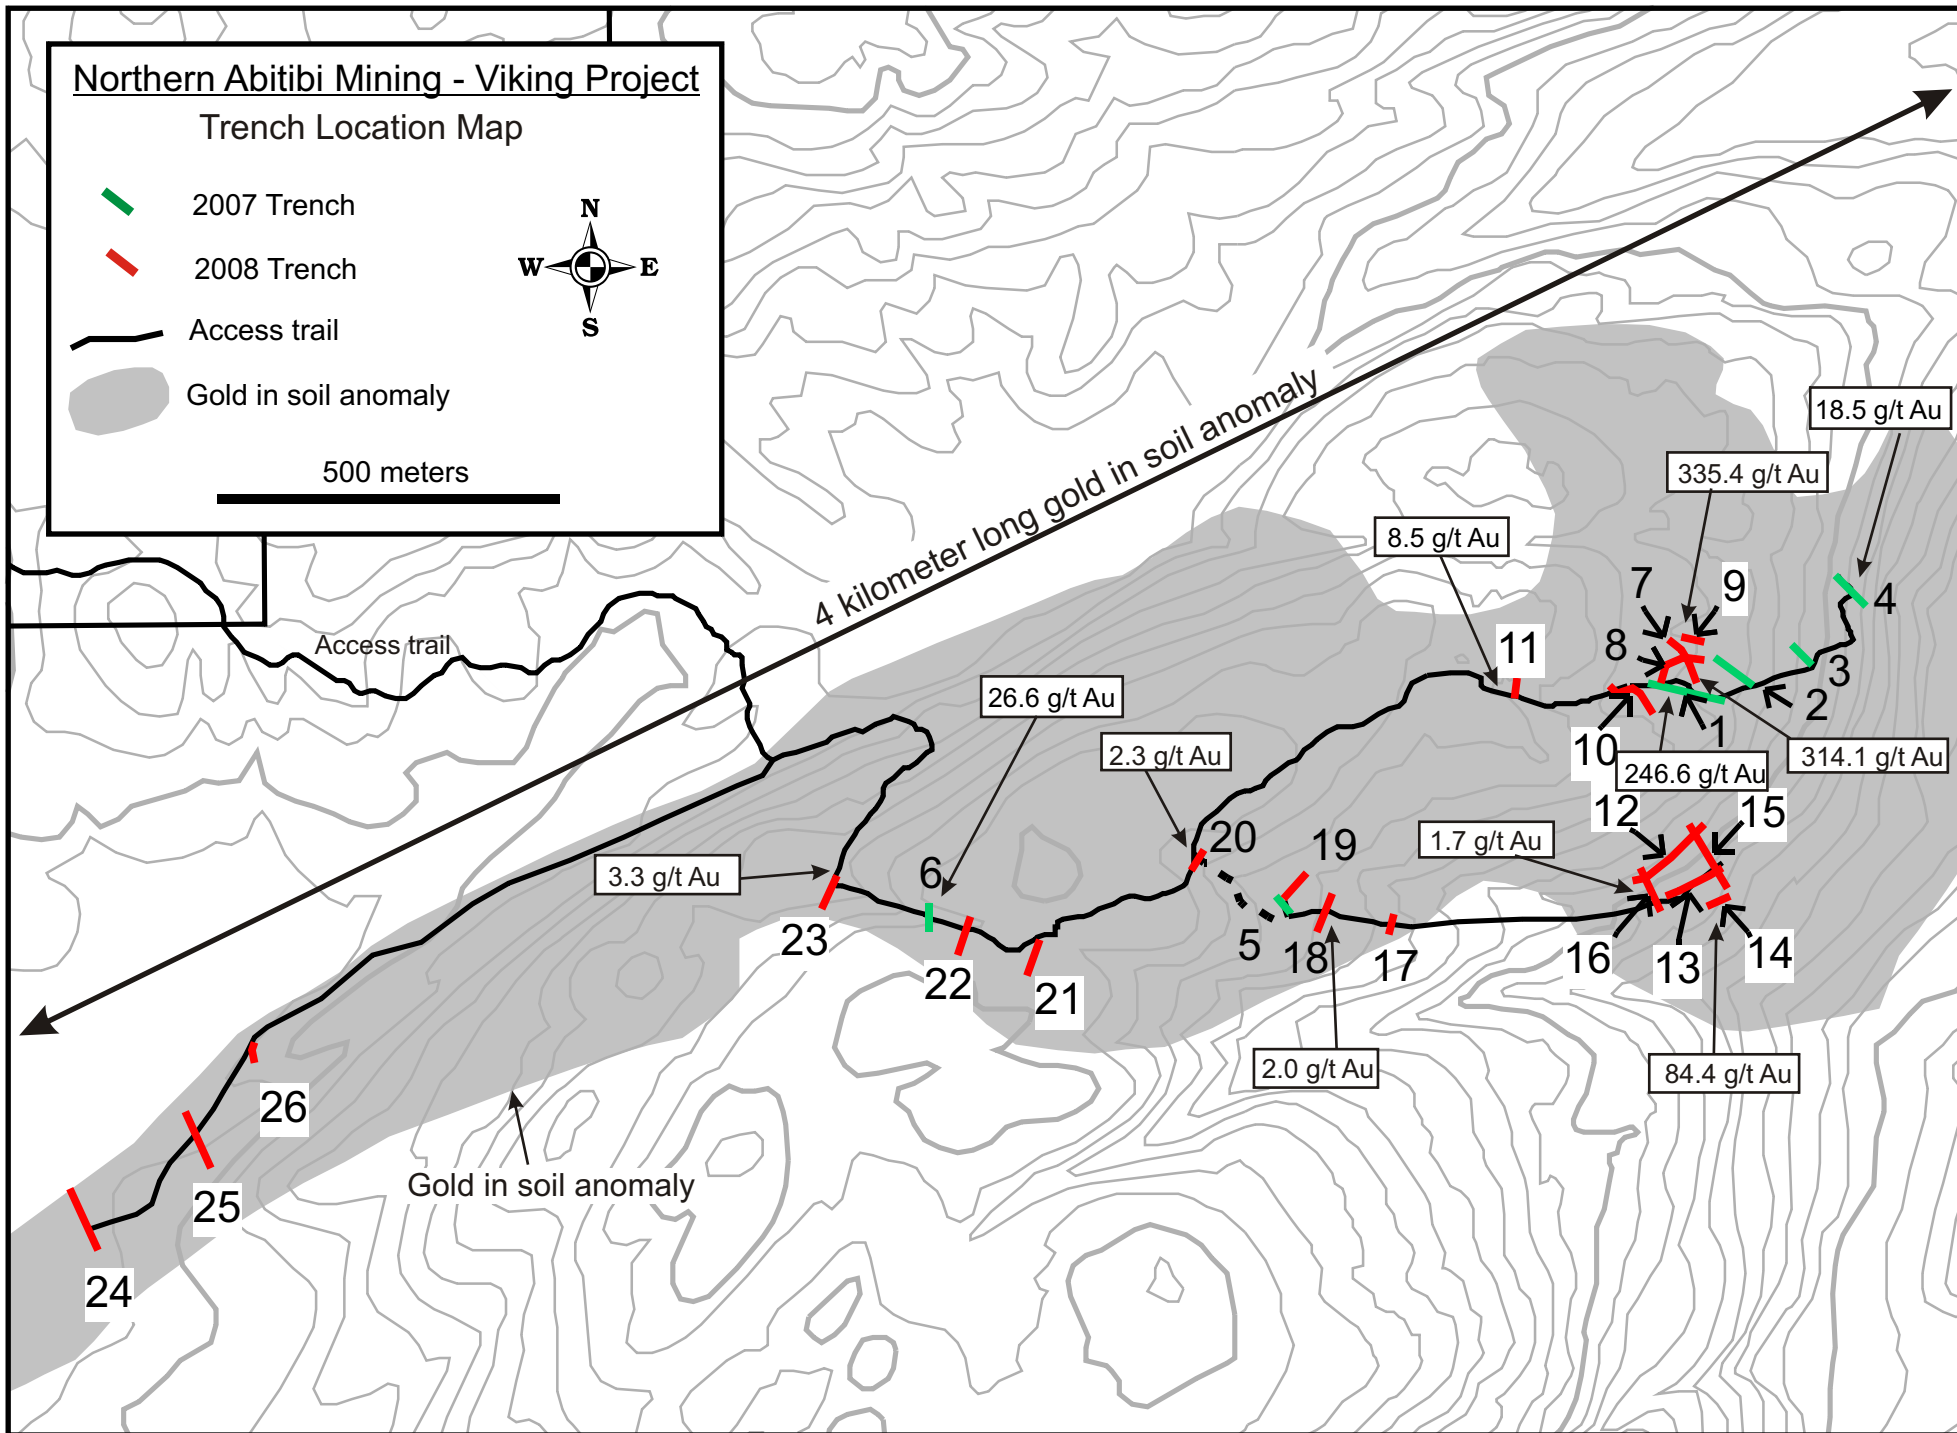 Northern Abitibi Mining - Viking Project
Trench Location Map
2007 Trench
2008 Trench
Access trail
Gold in soil anomaly
500 meters
N
W
E
S
4 kilometer long gold in soil anomaly
18.5 g/t Au
335.4 g/t Au
8.5 g/t Au
7
9
4
8
11
3
Access trail
26.6 g/t Au
2
1
10
2.3 g/t Au
314.1 g/t Au
246.6 g/t Au
12
15
20
19
1.7 g/t Au
3.3 g/t Au
6
23
5
18
17
16
13
14
22
21
2.0 g/t Au
84.4 g/t Au
26
Gold in soil anomaly
25
24